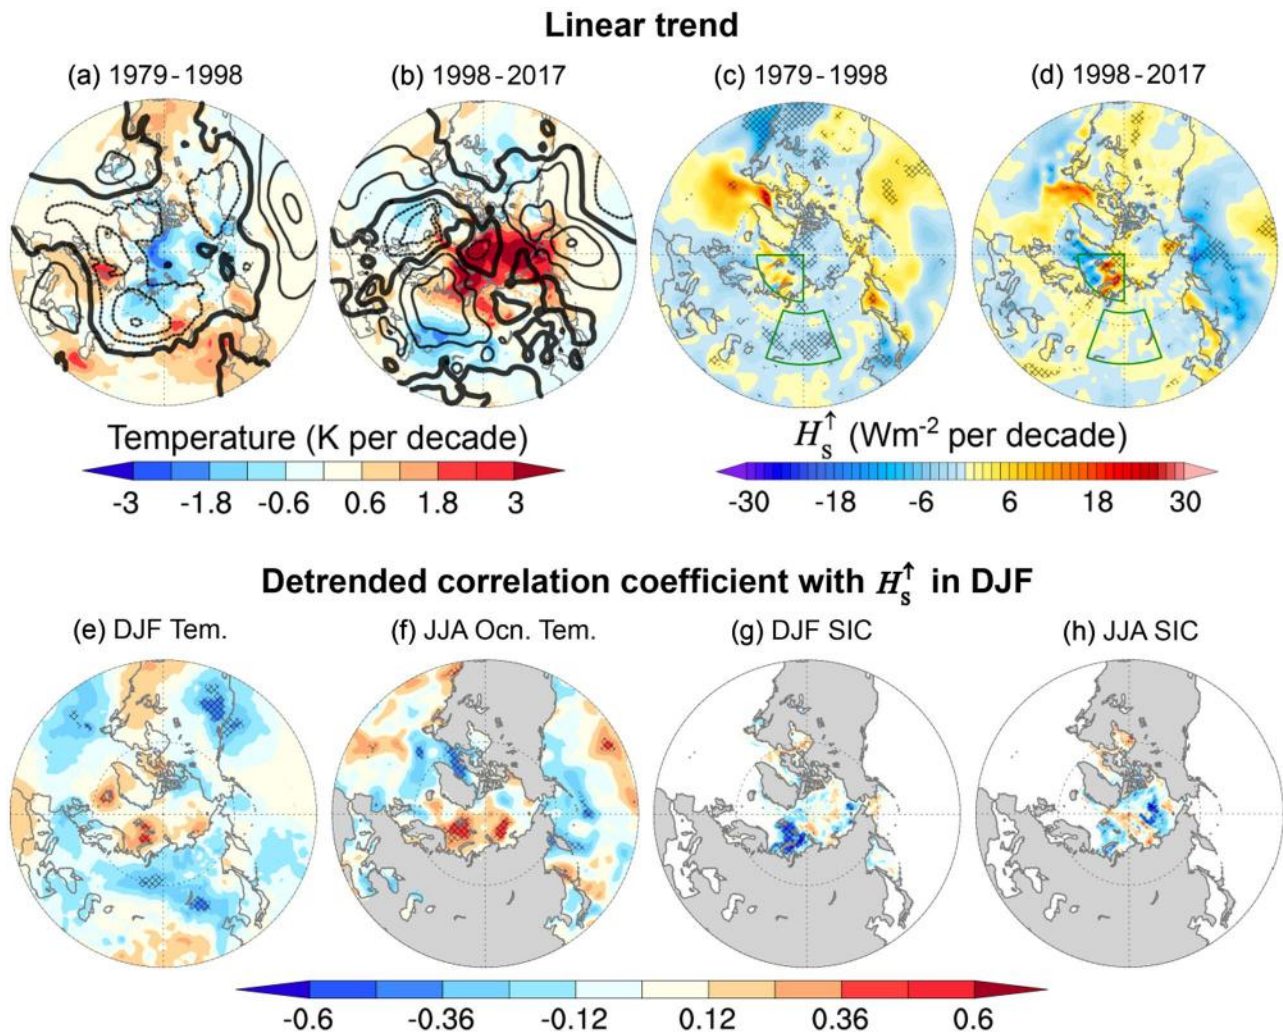 Linear trend
(a) 1979-1998 (b) 1998-2017 (c) 1979-1998 (d) 1998-2017
Temperature (K per decade) H_s^↑ (Wm⁻² per decade)
-3 -1.8 -0.6 0.6 1.8 3 -30 -18 -6 6 18 30
Detrended correlation coefficient with H_s^↑ in DJF
(e) DJF Tem. (f) JJA Ocn. Tem. (g) DJF SIC (h) JJA SIC
-0.6 -0.36 -0.12 0.12 0.36 0.6